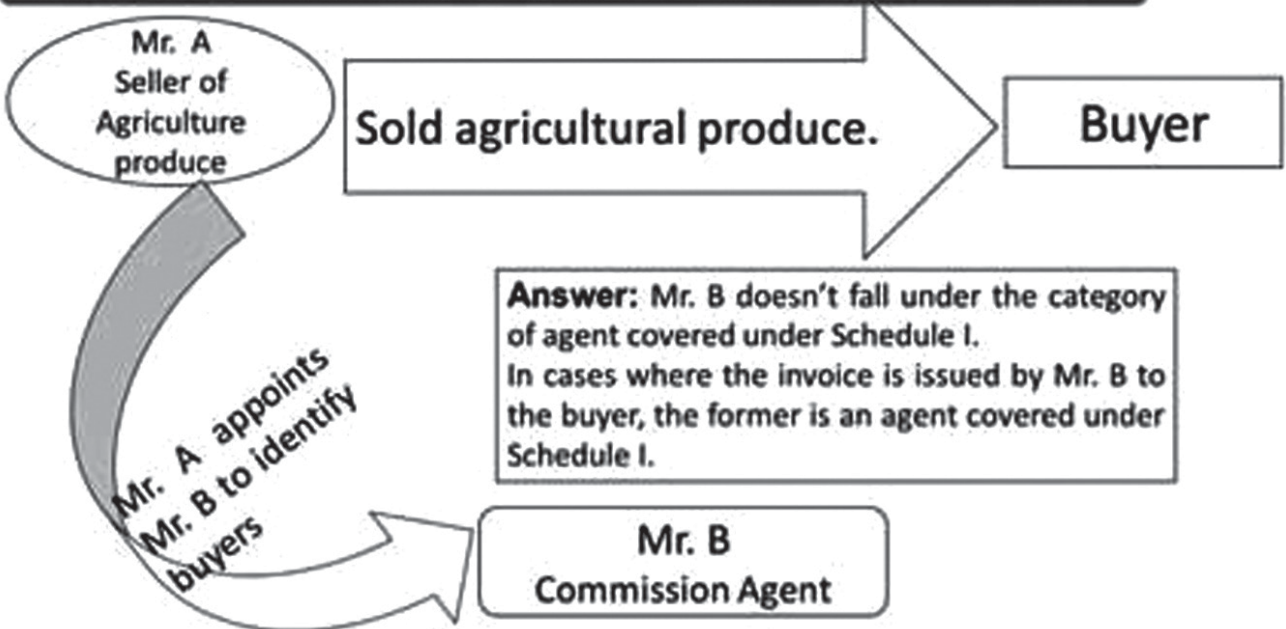 Mr. A
Seller of
Agriculture
produce
Sold agricultural produce.
Buyer
Answer: Mr. B doesn't fall under the category
of agent covered under Schedule I.
In cases where the invoice is issued by Mr. B to
the buyer, the former is an agent covered under
Schedule I.
Mr. A appoints
Mr. B to identify
buyers
Mr. B
Commission Agent